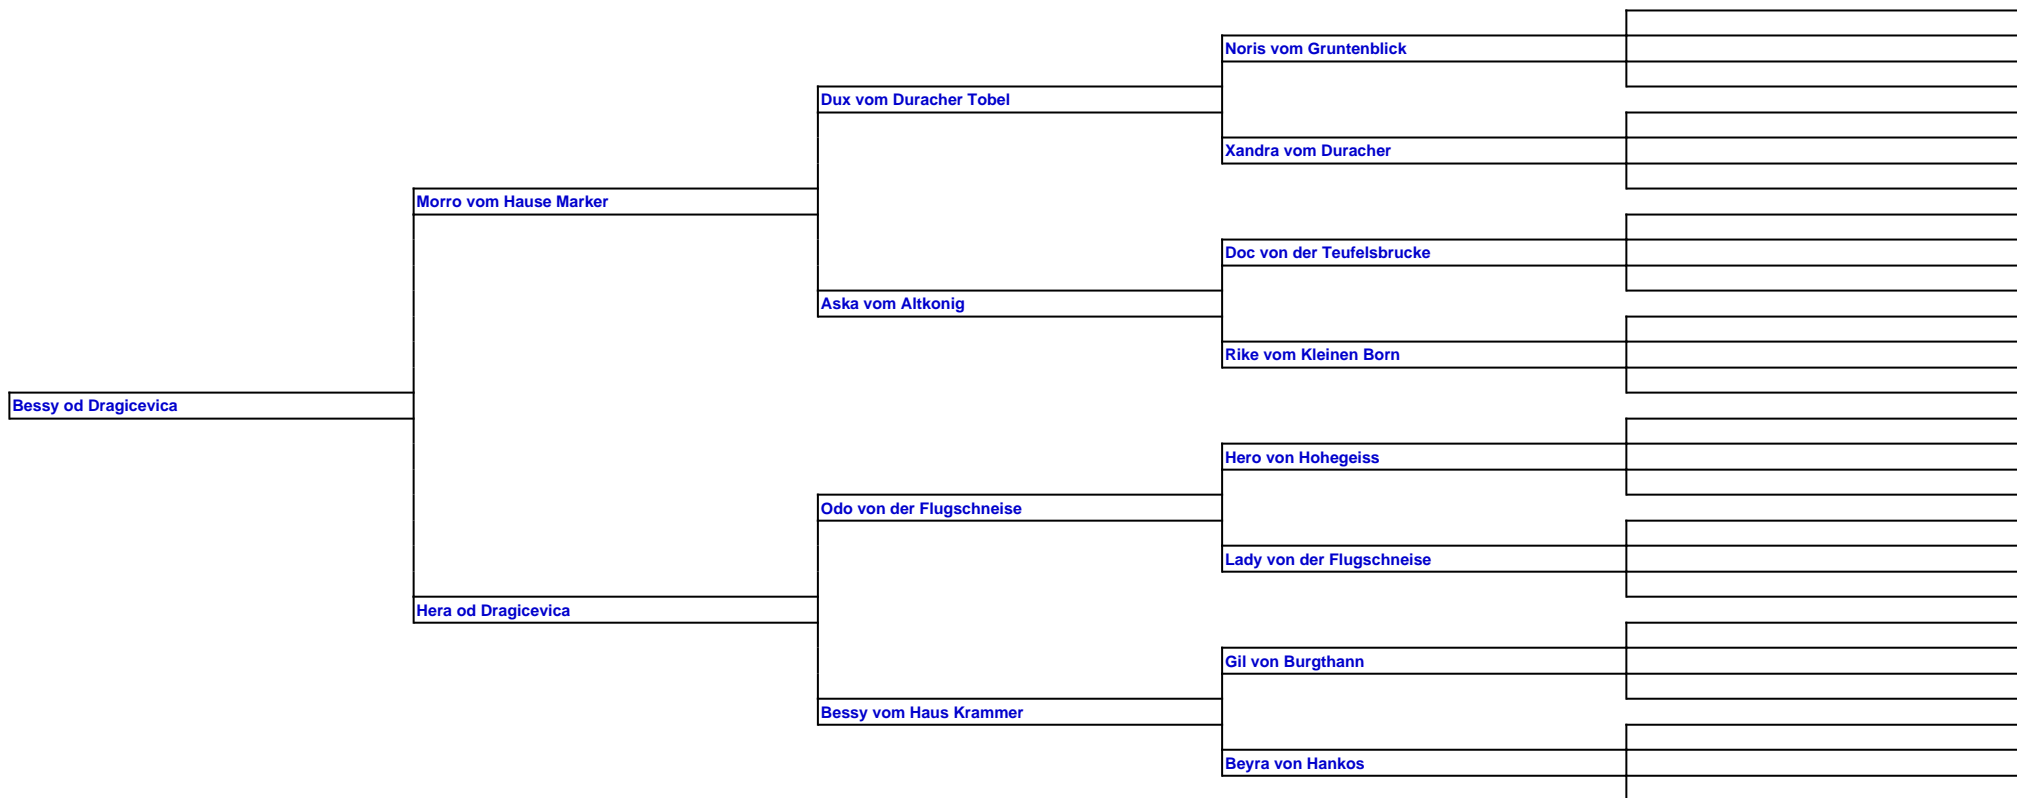 Noris vom Gruntenblick
Dux vom Duracher Tobel
Xandra vom Duracher
Morro vom Hause Marker
Doc von der Teufelsbrucke
Aska vom Altkonig
Rike vom Kleinen Born
Bessy od Dragicevica
Hero von Hohegeiss
Odo von der Flugschneise
Lady von der Flugschneise
Hera od Dragicevica
Gil von Burgthann
Bessy vom Haus Krammer
Beyra von Hankos